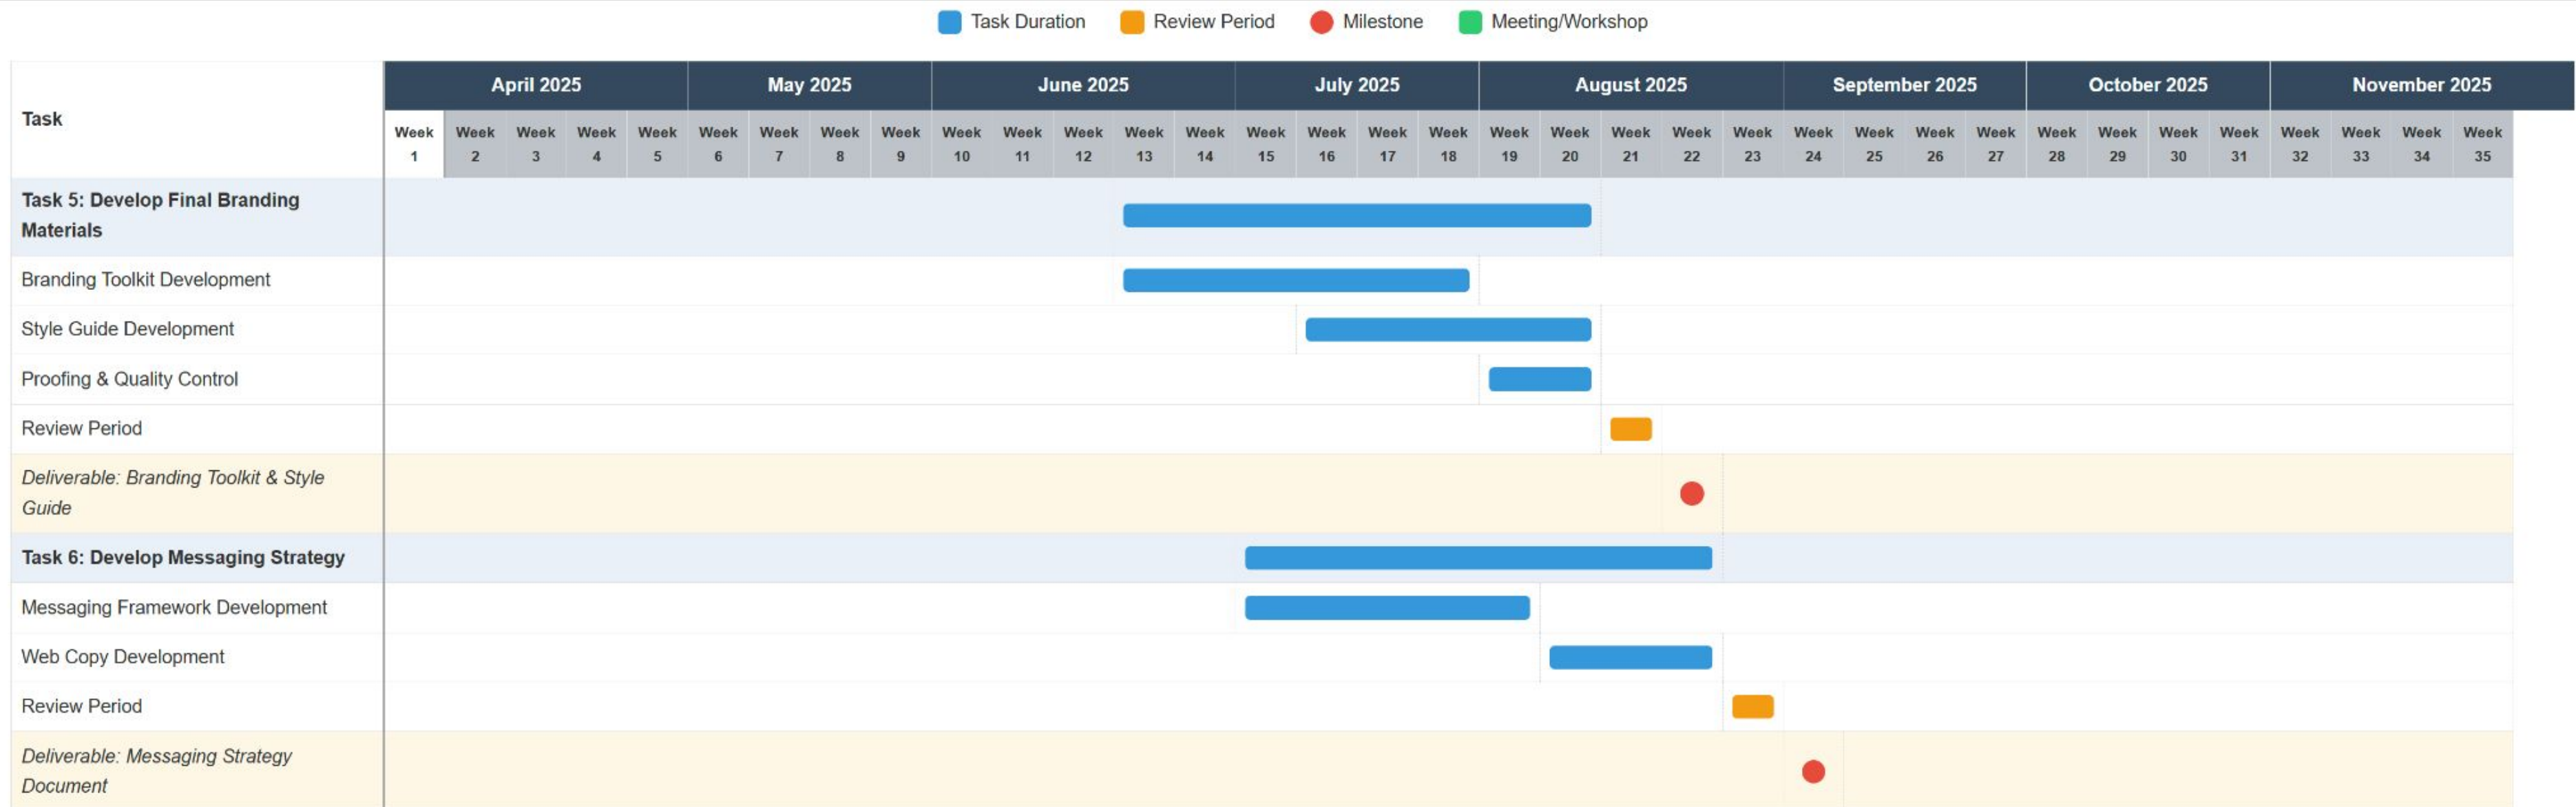 Task Duration Review Period Milestone Meeting/Workshop
Task
April 2025 May 2025 June 2025 July 2025 August 2025 September 2025 October 2025 November 2025
Week Week Week Week Week Week Week Week Week Week Week Week Week Week Week Week Week Week Week Week Week Week Week Week Week Week Week Week Week Week Week Week Week Week Week
1 2 3 4 5 6 7 8 9 10 11 12 13 14 15 16 17 18 19 20 21 22 23 24 25 26 27 28 29 30 31 32 33 34 35
Task 5: Develop Final Branding
Materials
Branding Toolkit Development
Style Guide Development
Proofing & Quality Control
Review Period
Deliverable: Branding Toolkit & Style
Guide
Task 6: Develop Messaging Strategy
Messaging Framework Development
Web Copy Development
Review Period
Deliverable: Messaging Strategy
Document